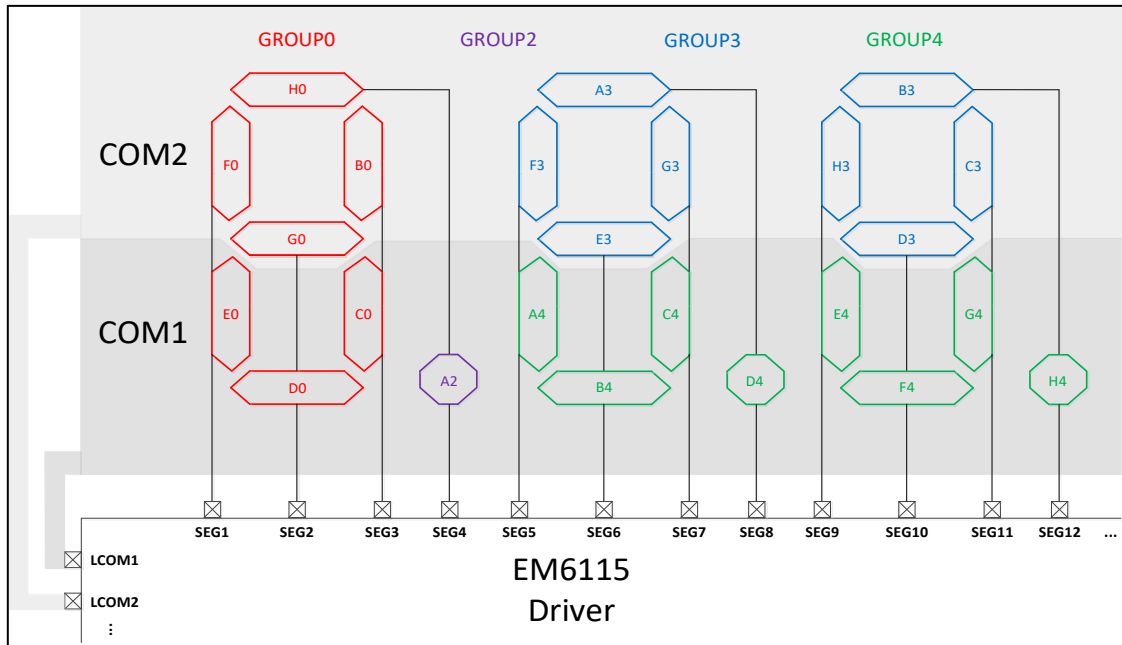 GROUP0 GROUP2 GROUP3 GROUP4
H0 A3 B3
COM2
F0 B0 F3 G3 H3 C3
G0 E3 D3
E0 C0 A4 C4 E4 G4
COM1
D0 A2 B4 D4 F4 H4
SEG1 SEG2 SEG3 SEG4 SEG5 SEG6 SEG7 SEG8 SEG9 SEG10 SEG11 SEG12 ...
LCOM1
EM6115
LCOM2
Driver
⋮